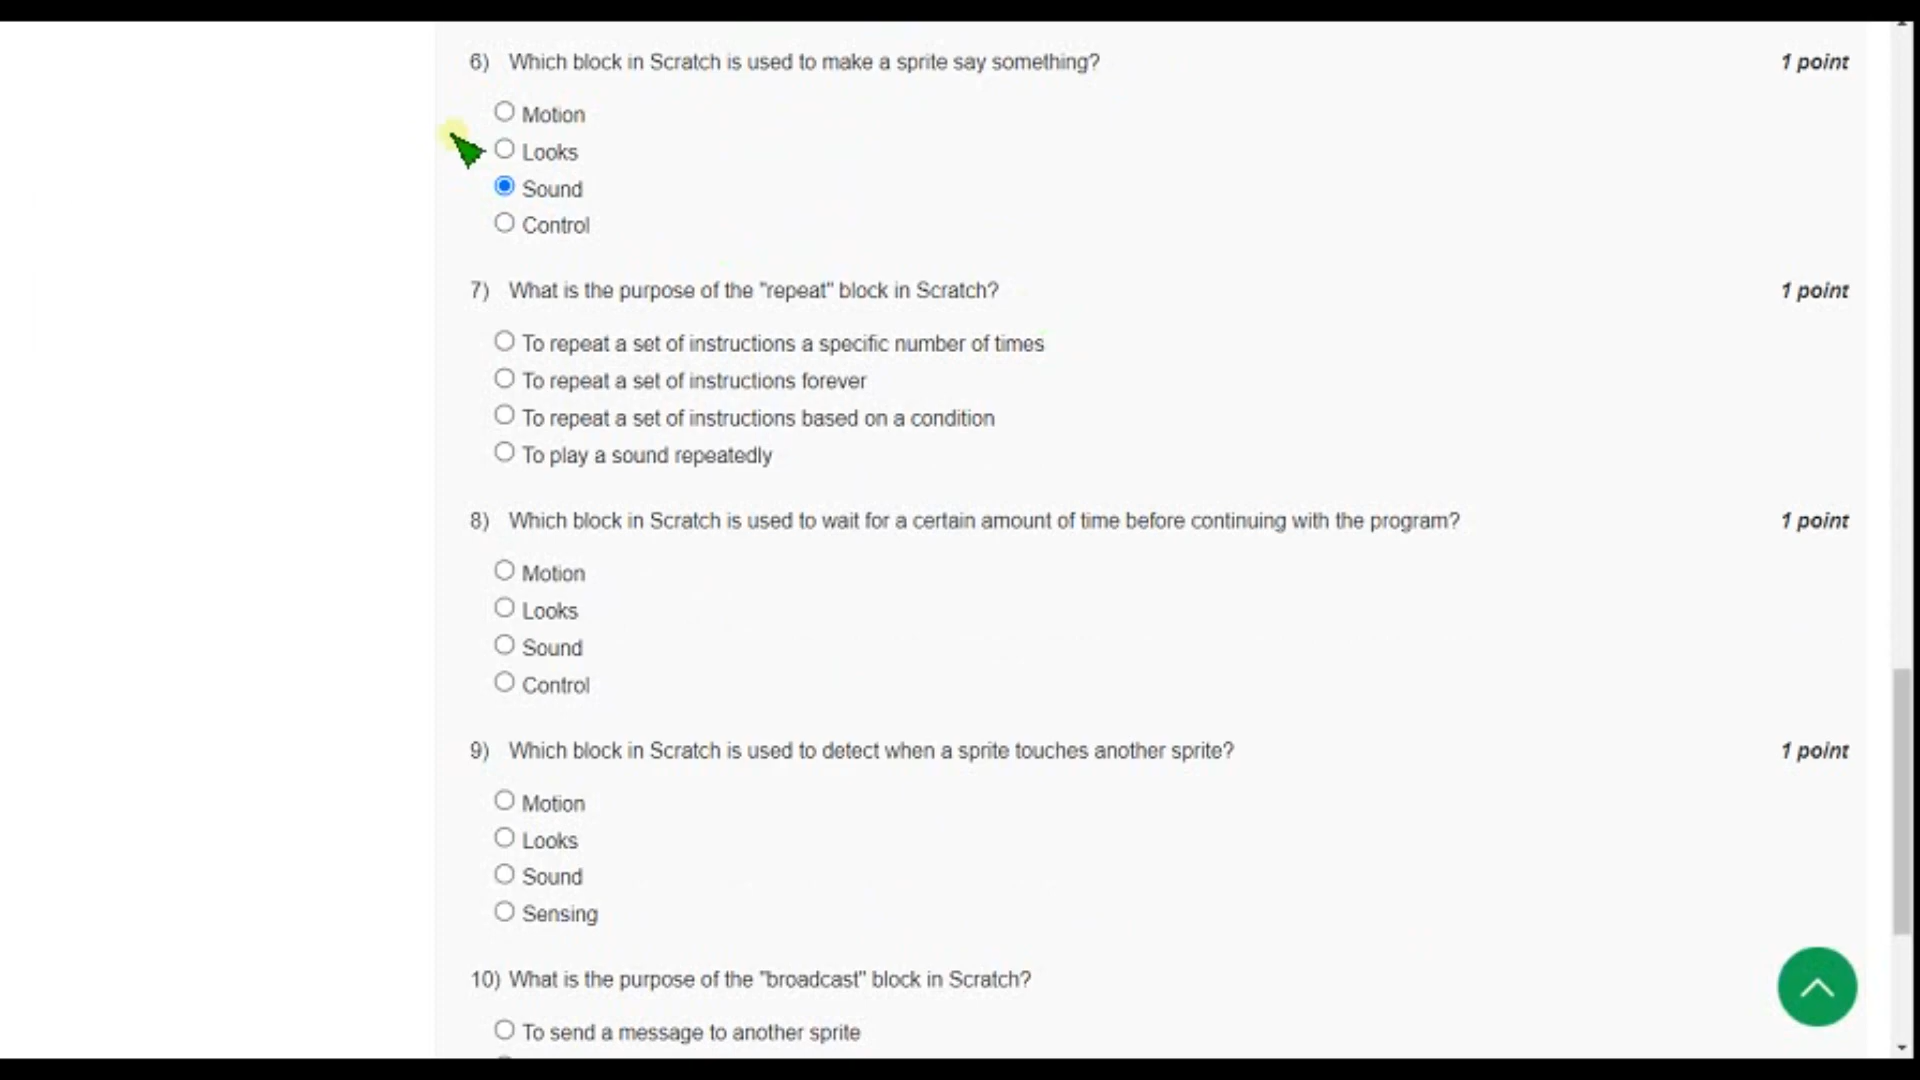 6) Which block in Scratch is used to make a sprite say something? 1 point
Motion
Looks
Sound
Control
7) What is the purpose of the "repeat" block in Scratch? 1 point
To repeat a set of instructions a specific number of times
To repeat a set of instructions forever
To repeat a set of instructions based on a condition
To play a sound repeatedly
8) Which block in Scratch is used to wait for a certain amount of time before continuing with the program? 1 point
Motion
Looks
Sound
Control
9) Which block in Scratch is used to detect when a sprite touches another sprite? 1 point
Motion
Looks
Sound
Sensing
10) What is the purpose of the "broadcast" block in Scratch?
To send a message to another sprite